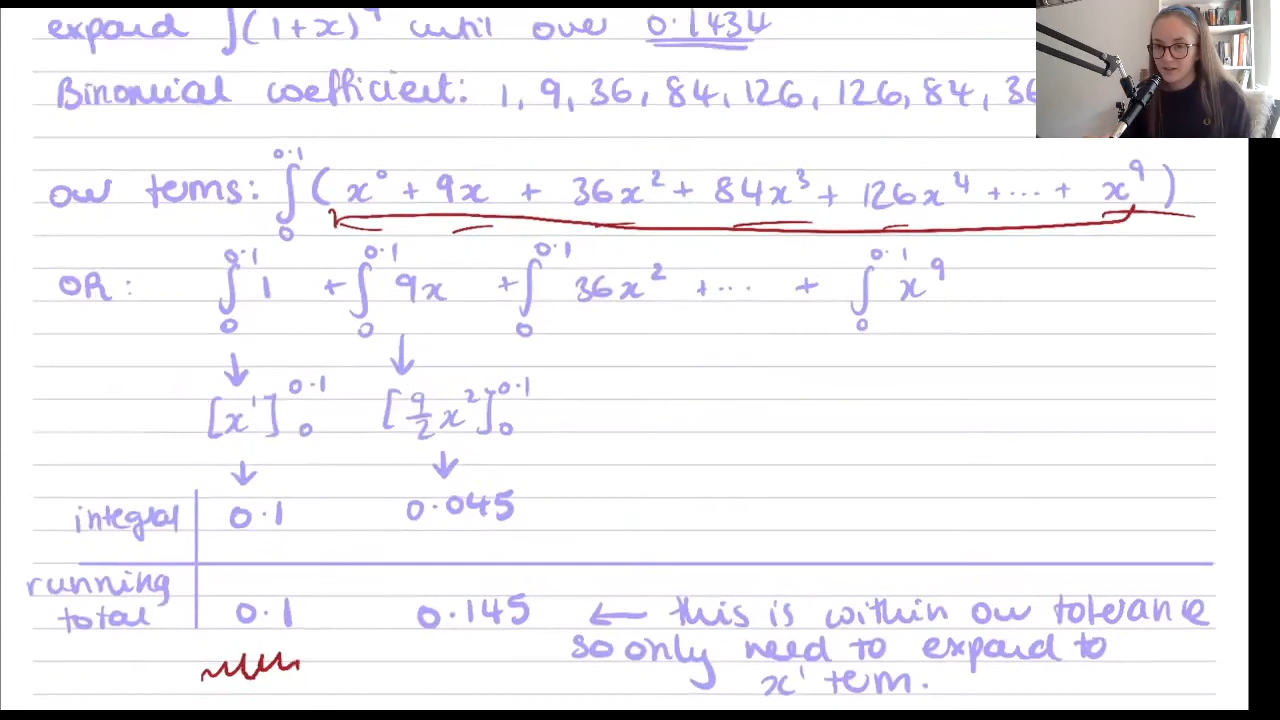 expand ∫(1+x)⁹ until over 0.1434
Binomial coefficient: 1, 9, 36, 84, 126, 126, 84, 36
our terms: ∫₀^0.1 (x⁰ + 9x + 36x² + 84x³ + 126x⁴ + ... + x⁹)
OR: ∫₀^0.1 1 + ∫₀^0.1 9x + ∫₀^0.1 36x² + ... + ∫₀^0.1 x⁹
↓ ↓
[x¹]₀^0.1 [9/2 x²]₀^0.1
↓ ↓
integral 0.1 0.045
running total 0.1 0.145 ← this is within our tolerance
so only need to expand to
x¹ term.